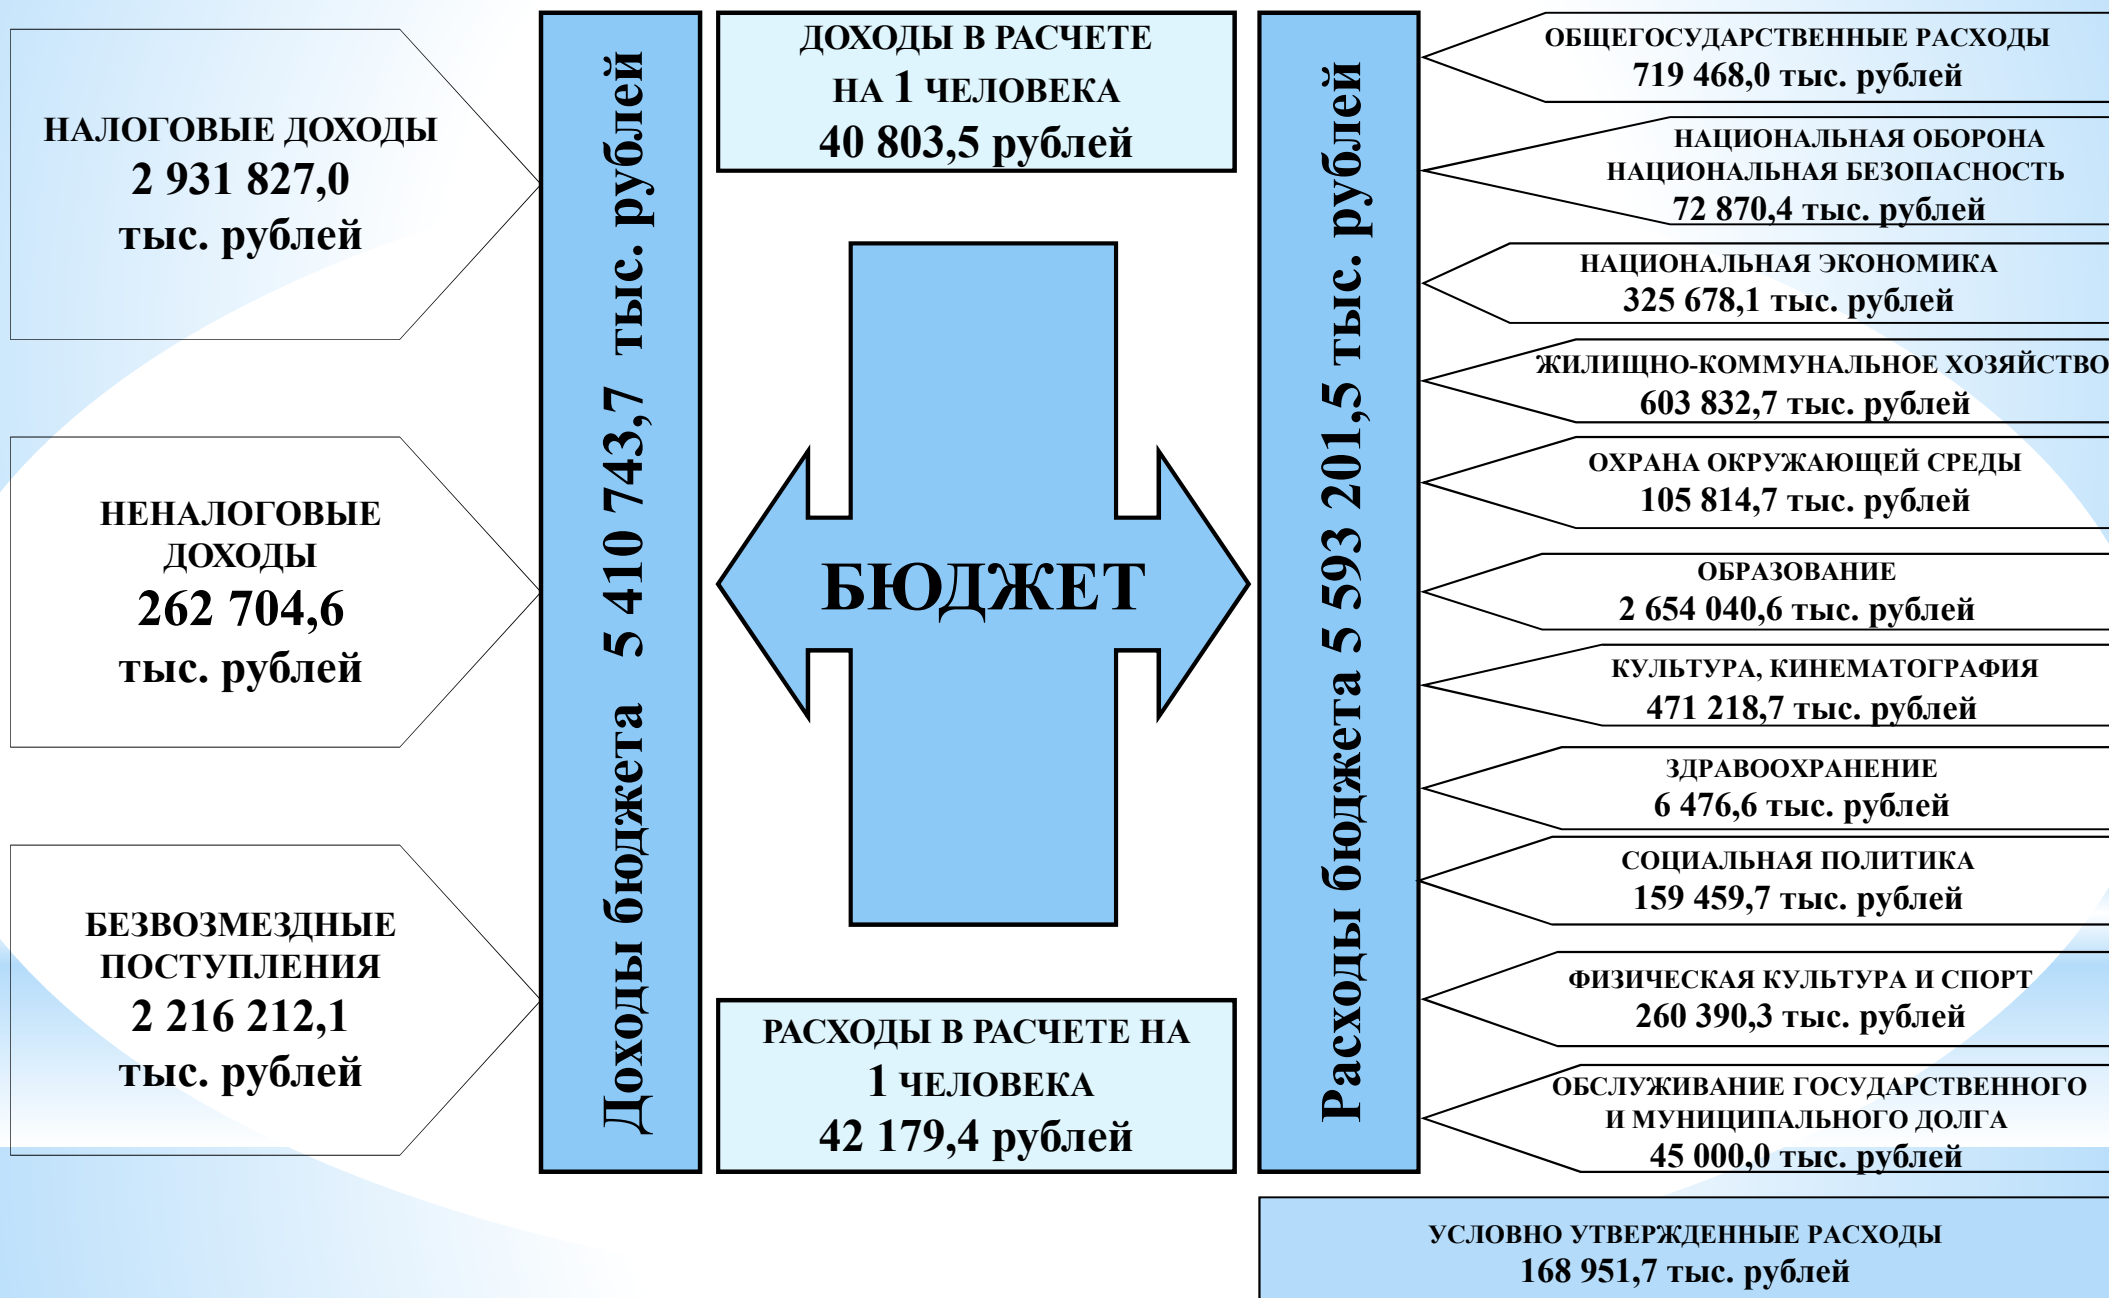 НАЛОГОВЫЕ ДОХОДЫ
2 931 827,0
тыс. рублей
НЕНАЛОГОВЫЕ
ДОХОДЫ
262 704,6
тыс. рублей
БЕЗВОЗМЕЗДНЫЕ
ПОСТУПЛЕНИЯ
2 216 212,1
тыс. рублей
Доходы бюджета 5 410 743,7 тыс. рублей
ДОХОДЫ В РАСЧЕТЕ
НА 1 ЧЕЛОВЕКА
40 803,5 рублей
БЮДЖЕТ
РАСХОДЫ В РАСЧЕТЕ НА
1 ЧЕЛОВЕКА
42 179,4 рублей
Расходы бюджета 5 593 201,5 тыс. рублей
ОБЩЕГОСУДАРСТВЕННЫЕ РАСХОДЫ
719 468,0 тыс. рублей
НАЦИОНАЛЬНАЯ ОБОРОНА
НАЦИОНАЛЬНАЯ БЕЗОПАСНОСТЬ
72 870,4 тыс. рублей
НАЦИОНАЛЬНАЯ ЭКОНОМИКА
325 678,1 тыс. рублей
ЖИЛИЩНО-КОММУНАЛЬНОЕ ХОЗЯЙСТВО
603 832,7 тыс. рублей
ОХРАНА ОКРУЖАЮЩЕЙ СРЕДЫ
105 814,7 тыс. рублей
ОБРАЗОВАНИЕ
2 654 040,6 тыс. рублей
КУЛЬТУРА, КИНЕМАТОГРАФИЯ
471 218,7 тыс. рублей
ЗДРАВООХРАНЕНИЕ
6 476,6 тыс. рублей
СОЦИАЛЬНАЯ ПОЛИТИКА
159 459,7 тыс. рублей
ФИЗИЧЕСКАЯ КУЛЬТУРА И СПОРТ
260 390,3 тыс. рублей
ОБСЛУЖИВАНИЕ ГОСУДАРСТВЕННОГО
И МУНИЦИПАЛЬНОГО ДОЛГА
45 000,0 тыс. рублей
УСЛОВНО УТВЕРЖДЕННЫЕ РАСХОДЫ
168 951,7 тыс. рублей